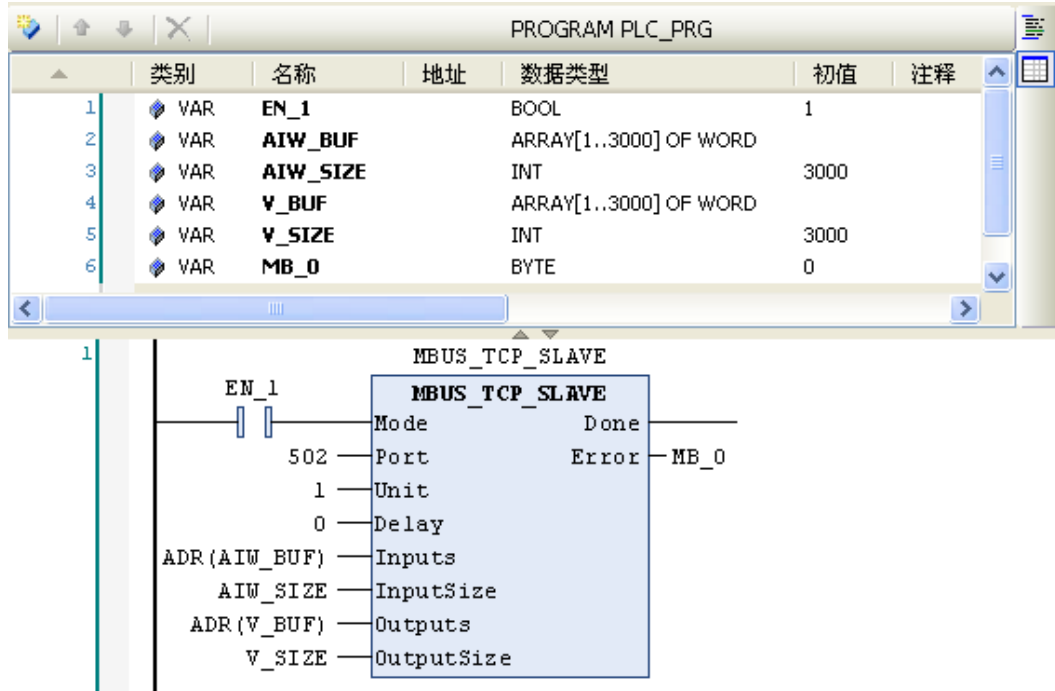 PROGRAM PLC_PRG
类别 名称 地址 数据类型 初值 注释
1 VAR EN_1 BOOL 1
2 VAR AIW_BUF ARRAY[1..3000] OF WORD
3 VAR AIW_SIZE INT 3000
4 VAR V_BUF ARRAY[1..3000] OF WORD
5 VAR V_SIZE INT 3000
6 VAR MB_0 BYTE 0
1 MBUS_TCP_SLAVE
EN_1 MBUS_TCP_SLAVE
Mode Done
502 Port Error MB_0
1 Unit
0 Delay
ADR(AIW_BUF) Inputs
AIW_SIZE InputSize
ADR(V_BUF) Outputs
V_SIZE OutputSize